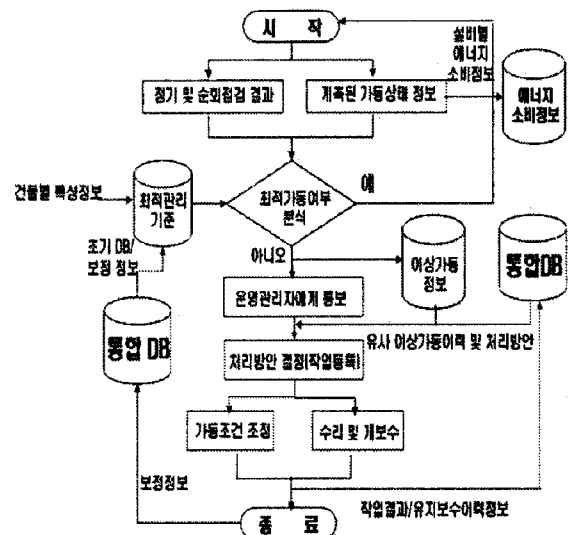 시 작
설비별
에너지
소비정보
정기 및 순회점검 결과
계측된 가동상태 정보
에너지
소비정보
건물별 특성정보
최적관리
기준
최적가동여부
분석
예
초기 DB/
보정 정보
아니오
이상가동
정보
통합DB
운영관리자에게 통보
유사 이상가동이력 및 처리방안
통합 DB
처리방안 결정(작업등록)
가동조건 조정
수리 및 개보수
보정정보
작업결과/유지보수이력정보
종 료